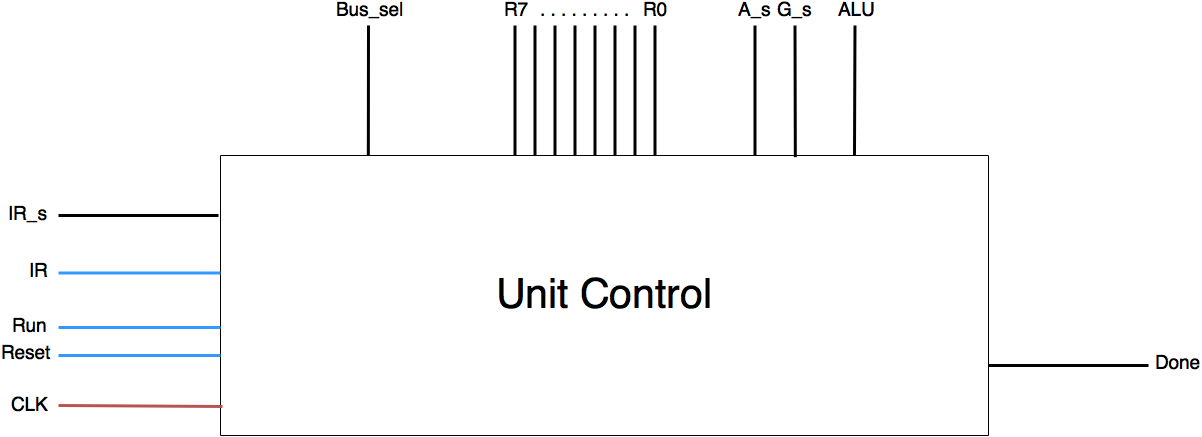 Bus_sel R7 . . . . . . . . . R0 A_s G_s ALU
IR_s
IR
Unit Control
Run
Reset
Done
CLK